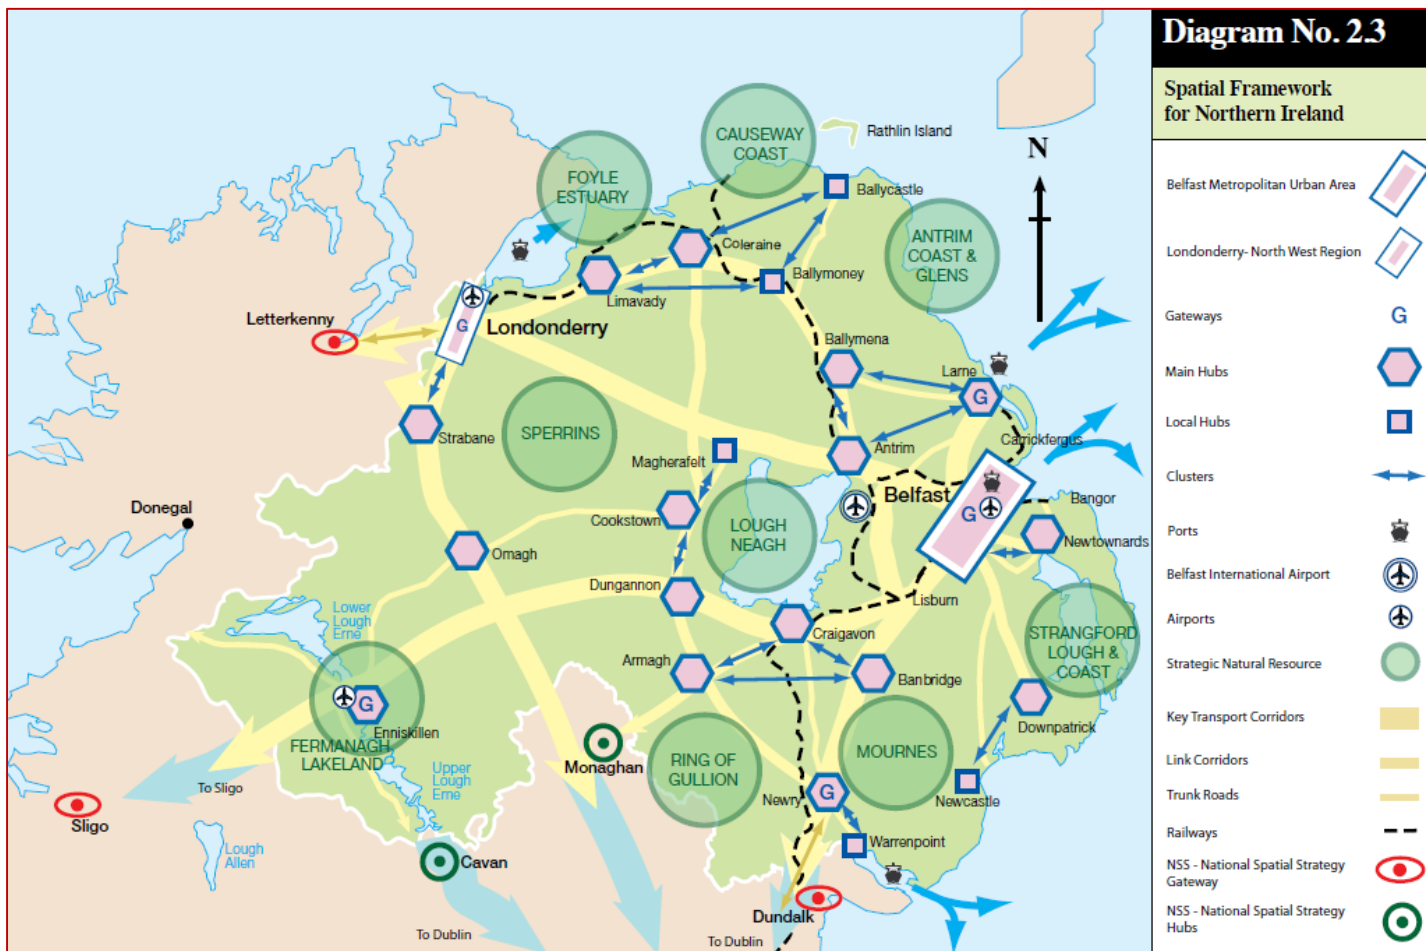 Diagram No. 2.3
Spatial Framework
for Northern Ireland
Belfast Metropolitan Urban Area
Londonderry- North West Region
Gateways
G
Main Hubs
Local Hubs
Clusters
Ports
Belfast International Airport
Airports
Strategic Natural Resource
Key Transport Corridors
Link Corridors
Trunk Roads
Railways
NSS - National Spatial Strategy
Gateway
NSS - National Spatial Strategy
Hubs
CAUSEWAY
COAST
Rathlin Island
N
FOYLE
ESTUARY
Ballycastle
ANTRIM
COAST &
GLENS
Coleraine
Ballymoney
Limavady
Letterkenny
G
Londonderry
Ballymena
Larne
G
Strabane
SPERRINS
Carrickfergus
Antrim
Magherafelt
Belfast
Bangor
Donegal
G
Cookstown
LOUGH
NEAGH
Newtownards
Omagh
Dungannon
Lisburn
Lower
Lough
Erne
Craigavon
STRANGFORD
LOUGH &
COAST
Armagh
Banbridge
G
Enniskillen
Downpatrick
FERMANAGH
LAKELAND
Monaghan
RING OF
GULLION
MOURNES
Upper
Lough
Erne
To Sligo
Newry
G
Newcastle
Sligo
Warrenpoint
Lough
Allen
Cavan
Dundalk
To Dublin
To Dublin